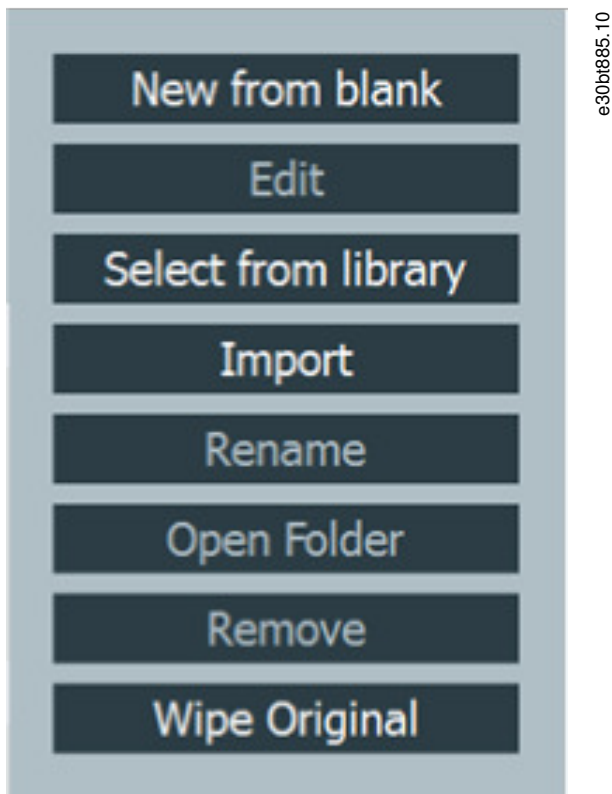 New from blank
Edit
Select from library
Import
Rename
Open Folder
Remove
Wipe Original
e30bt885.10